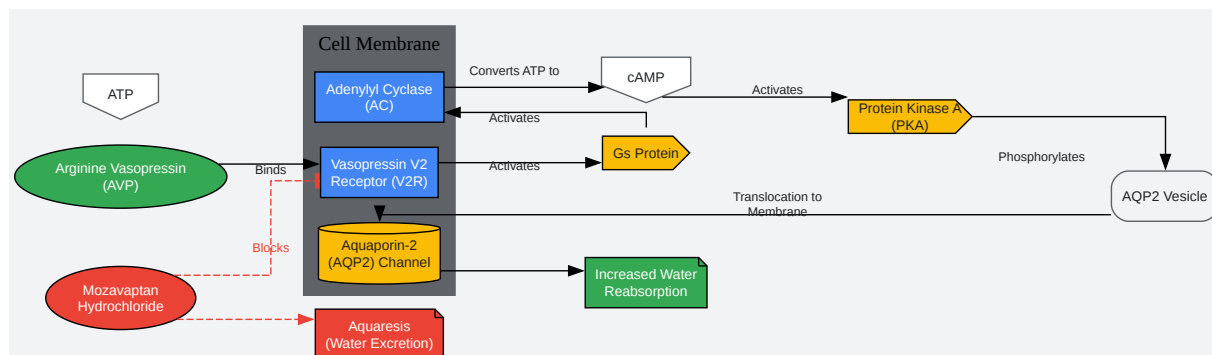 Cell Membrane
ATP
Adenylyl Cyclase
(AC)
Converts ATP to
cAMP
Activates
Protein Kinase A
(PKA)
Activates
Gs Protein
Arginine Vasopressin
(AVP)
Binds
Vasopressin V2
Receptor (V2R)
Activates
Phosphorylates
AQP2 Vesicle
Translocation to
Membrane
Blocks
Aquaporin-2
(AQP2) Channel
Increased Water
Reabsorption
Mozavaptan
Hydrochloride
Aquaresis
(Water Excretion)